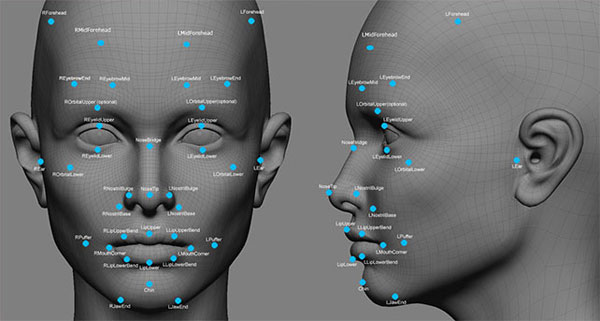 RForehead
LForehead
RMidForehead
LMidForehead
REyebrowEnd
REyebrowMid
LEyebrowMid
LEyebrowEnd
ROrbitalUpper (optional)
LOrbitalUpper(optional)
REyelidUpper
LEyelidUpper
NoseBridge
REyelidLower
LEyelidLower
REar
ROrbitalLower
LOrbitalLower
LEar
RNostrilBulge
NoseTip
LNostrilBulge
RNostrilBase
LNostrilBase
RPuffer
RLipUpperBend
LipUpper
LLipUpperBend
LPuffer
RMouthCorner
LMouthCorner
RLipLowerBend
LipLower
LLipLowerBend
Chin
RJawEnd
LJawEnd
LForehead
LMidForehead
LEyebrowMid
LEyebrowEnd
LOrbitalUpper (optional)
LEyelidUpper
NoseBridge
LEyelidLower
LOrbitalLower
LEar
NoseTip
LNostrilBulge
LNostrilBase
LipUpper
LLipUpperBend
LPuffer
LMouthCorner
LipLower
LLipLowerBend
Chin
LJawEnd